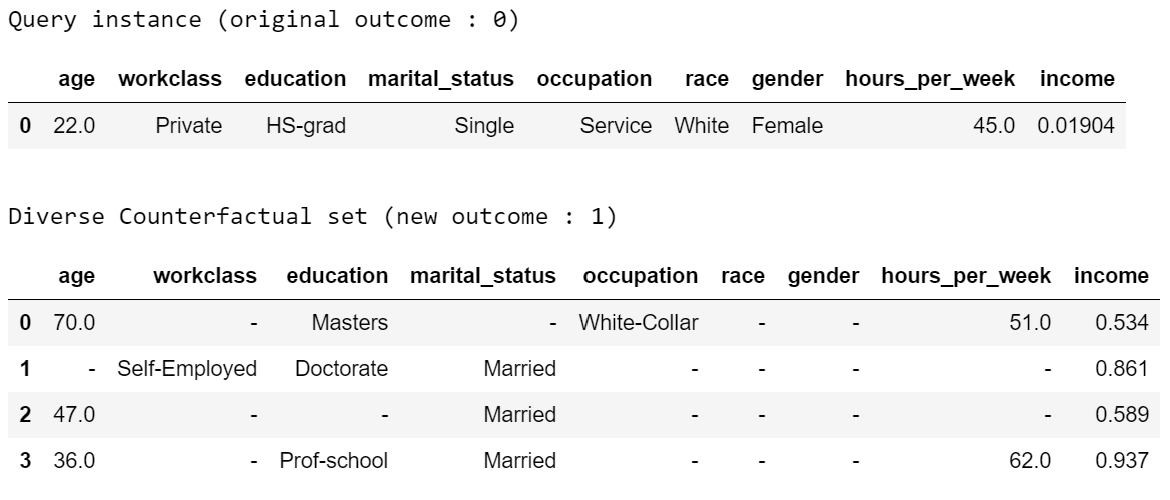 Query instance (original outcome : 0)
age workclass education marital_status occupation race gender hours_per_week income
0 22.0 Private HS-grad Single Service White Female 45.0 0.01904
Diverse Counterfactual set (new outcome : 1)
age workclass education marital_status occupation race gender hours_per_week income
0 70.0 - Masters - White-Collar - - 51.0 0.534
1 - Self-Employed Doctorate Married - - - - 0.861
2 47.0 - - Married - - - - 0.589
3 36.0 - Prof-school Married - - - 62.0 0.937